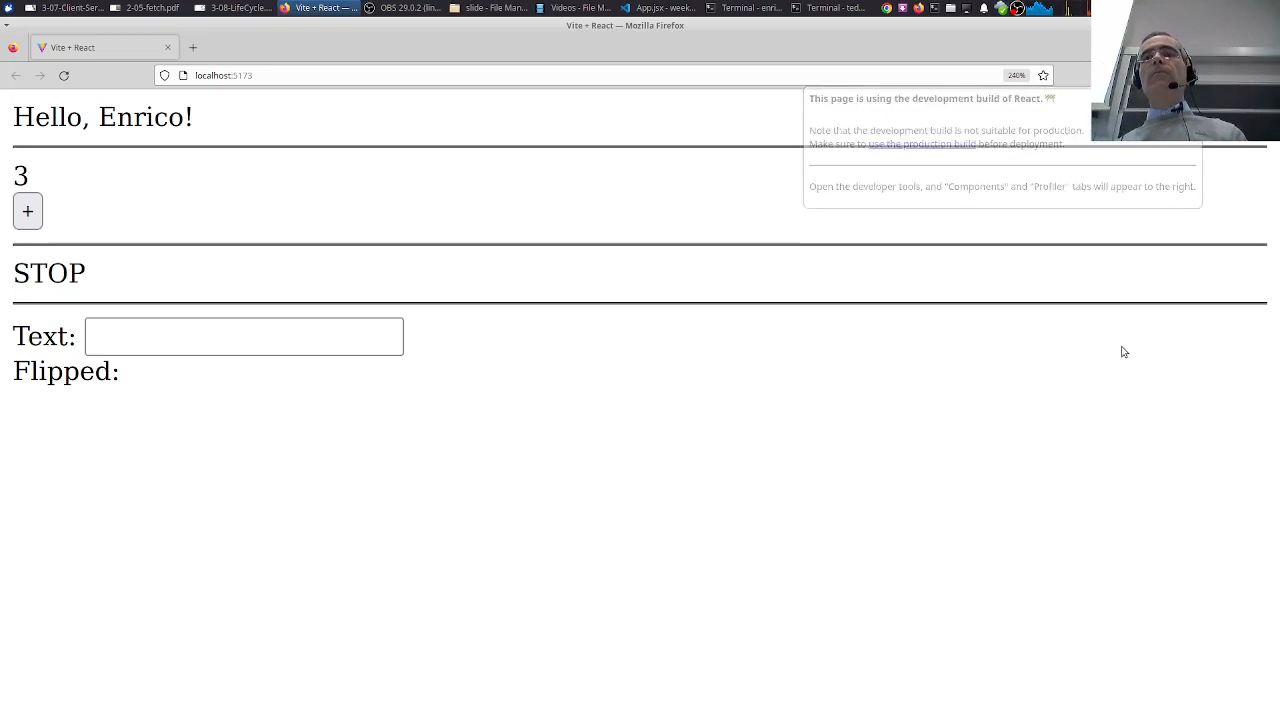 3-07-Client-Ser...
2-05-fetch.pdf
3-08-LifeCycle...
Vite + React — ...
OBS 29.0.2 (lin...
slide - File Man...
Videos - File M...
App.jsx - week...
Terminal - enri...
Terminal - ted...
Vite + React — Mozilla Firefox
Vite + React
localhost:5173
240%
Hello, Enrico!
This page is using the development build of React.
Note that the development build is not suitable for production.
Make sure to use the production build before deployment.
Open the developer tools, and "Components" and "Profiler" tabs will appear to the right.
3
+
STOP
Text:
Flipped: